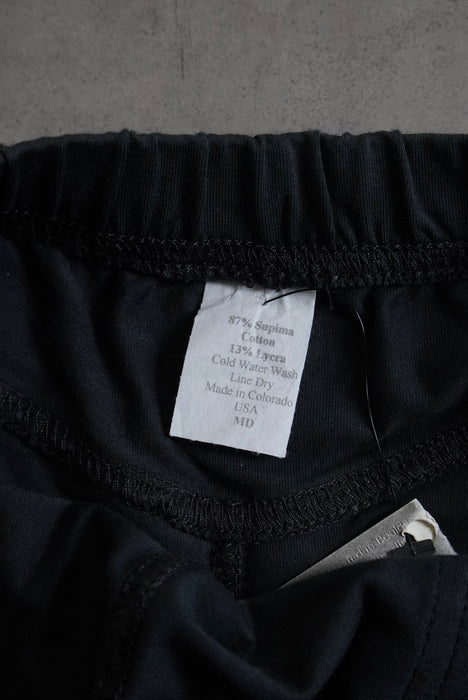 87% Supima
Cotton
13% Lycra
Cold Water Wash
Line Dry
Made in Colorado
USA
MD